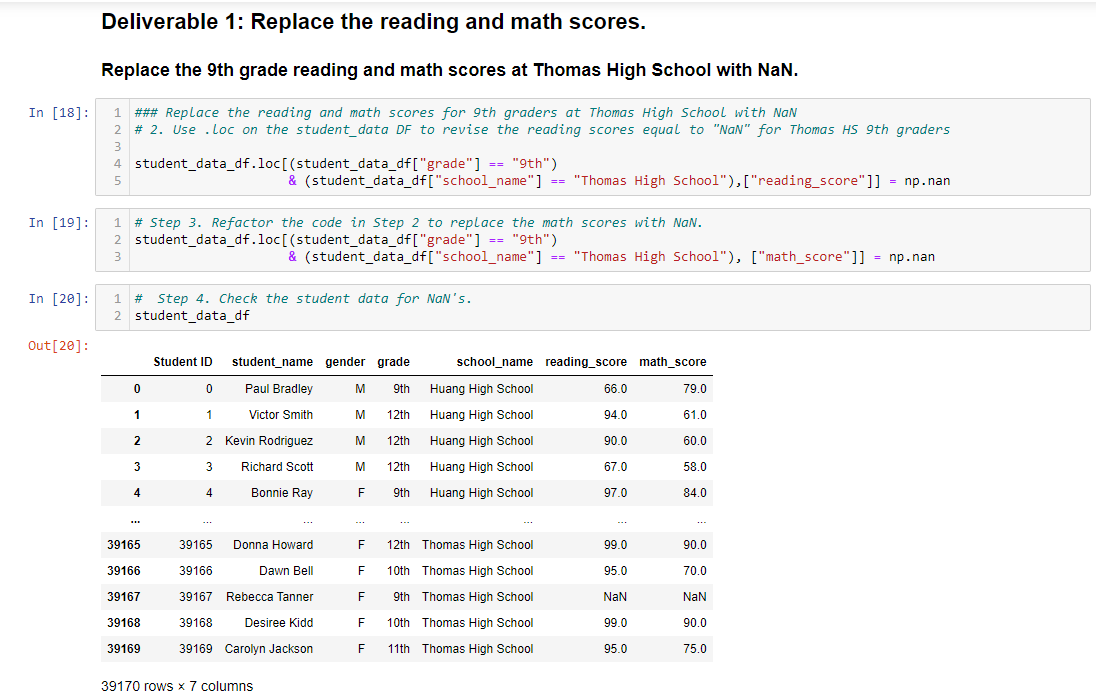 Deliverable 1: Replace the reading and math scores.
Replace the 9th grade reading and math scores at Thomas High School with NaN.
In [18]:
1 ### Replace the reading and math scores for 9th graders at Thomas High School with NaN
2 # 2. Use .loc on the student_data DF to revise the reading scores equal to "NaN" for Thomas HS 9th graders
3
4 student_data_df.loc[(student_data_df["grade"] == "9th")
5 & (student_data_df["school_name"] == "Thomas High School"),["reading_score"]] = np.nan
In [19]:
1 # Step 3. Refactor the code in Step 2 to replace the math scores with NaN.
2 student_data_df.loc[(student_data_df["grade"] == "9th")
3 & (student_data_df["school_name"] == "Thomas High School"), ["math_score"]] = np.nan
In [20]:
1 #  Step 4. Check the student data for NaN's.
2 student_data_df
Out[20]:
Student ID student_name gender grade school_name reading_score math_score
0 0 Paul Bradley M 9th Huang High School 66.0 79.0
1 1 Victor Smith M 12th Huang High School 94.0 61.0
2 2 Kevin Rodriguez M 12th Huang High School 90.0 60.0
3 3 Richard Scott M 12th Huang High School 67.0 58.0
4 4 Bonnie Ray F 9th Huang High School 97.0 84.0
... ... ... ... ... ... ... ...
39165 39165 Donna Howard F 12th Thomas High School 99.0 90.0
39166 39166 Dawn Bell F 10th Thomas High School 95.0 70.0
39167 39167 Rebecca Tanner F 9th Thomas High School NaN NaN
39168 39168 Desiree Kidd F 10th Thomas High School 99.0 90.0
39169 39169 Carolyn Jackson F 11th Thomas High School 95.0 75.0
39170 rows × 7 columns